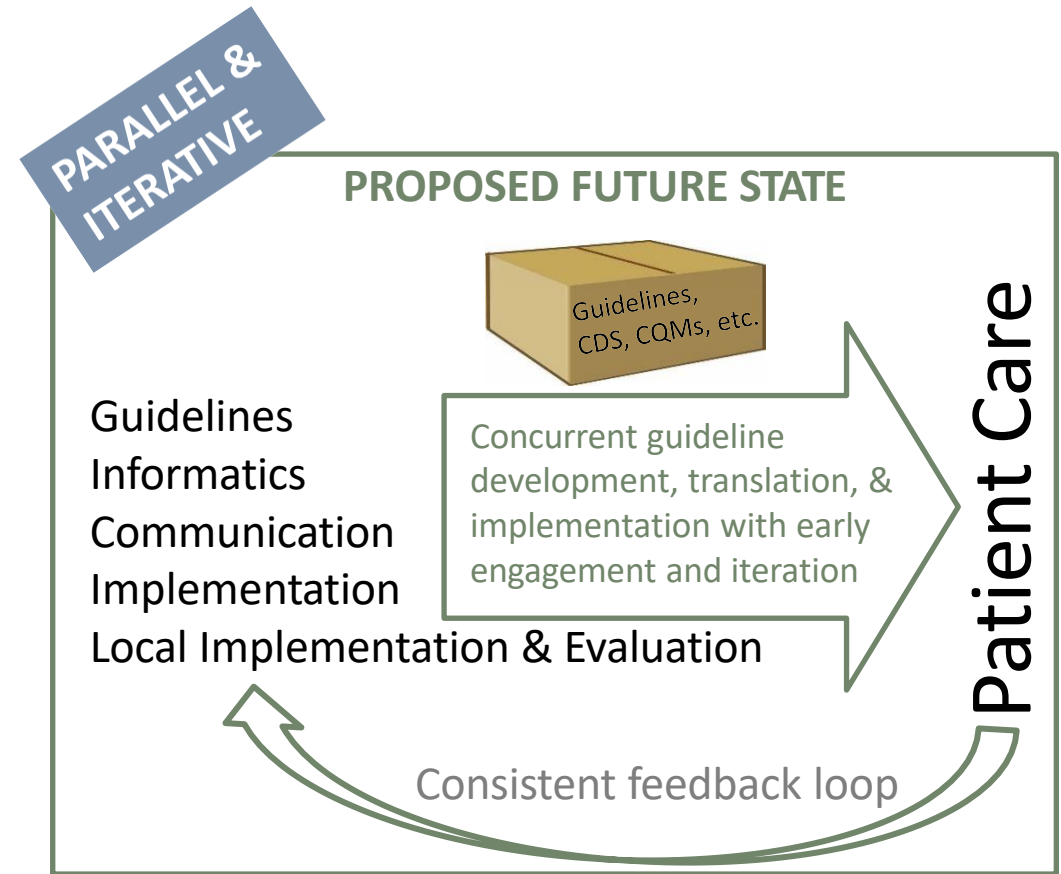 PARALLEL &
ITERATIVE
PROPOSED FUTURE STATE
Guidelines,
CDS, CQMs, etc.
Guidelines
Informatics
Communication
Implementation
Local Implementation & Evaluation
Concurrent guideline
development, translation, &
implementation with early
engagement and iteration
Patient Care
Consistent feedback loop